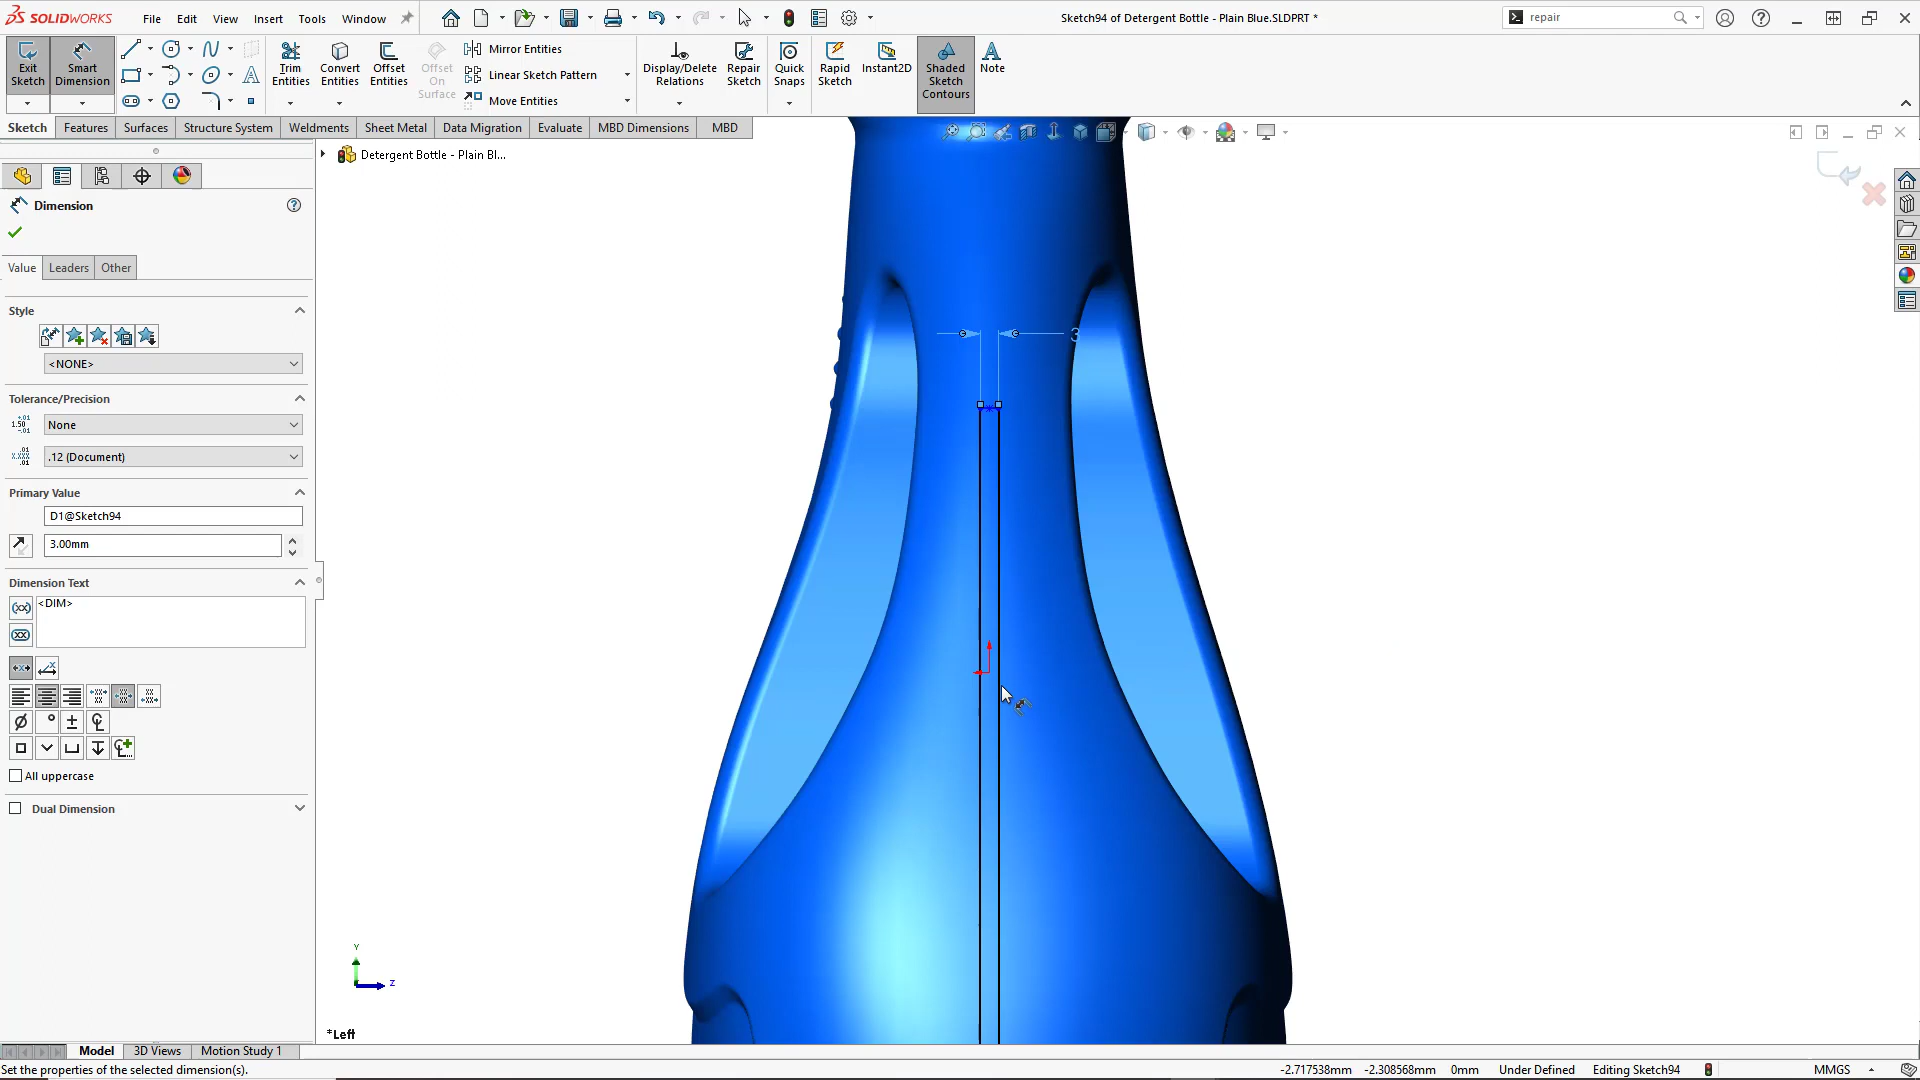 SOLIDWORKS File Edit View Insert Tools Window Sketch94 of Detergent Bottle - Plain Blue.SLDPRT * repair
Exit Sketch
Smart Dimension
Trim Entities
Convert Entities
Offset Entities
Offset On Surface
Mirror Entities
Linear Sketch Pattern
Move Entities
Display/Delete Relations
Repair Sketch
Quick Snaps
Rapid Sketch
Instant2D
Shaded Sketch Contours
Note
Sketch Features Surfaces Structure System Weldments Sheet Metal Data Migration Evaluate MBD Dimensions MBD
Detergent Bottle - Plain Bl...
Dimension
Value Leaders Other
Style
<NONE>
Tolerance/Precision
None
.12 (Document)
Primary Value
D1@Sketch94
3.00mm
Dimension Text
<DIM>
All uppercase
Dual Dimension
3
Y
Z
*Left
Model 3D Views Motion Study 1
Set the properties of the selected dimension(s). -2.717538mm -2.308568mm 0mm Under Defined Editing Sketch94 MMGS